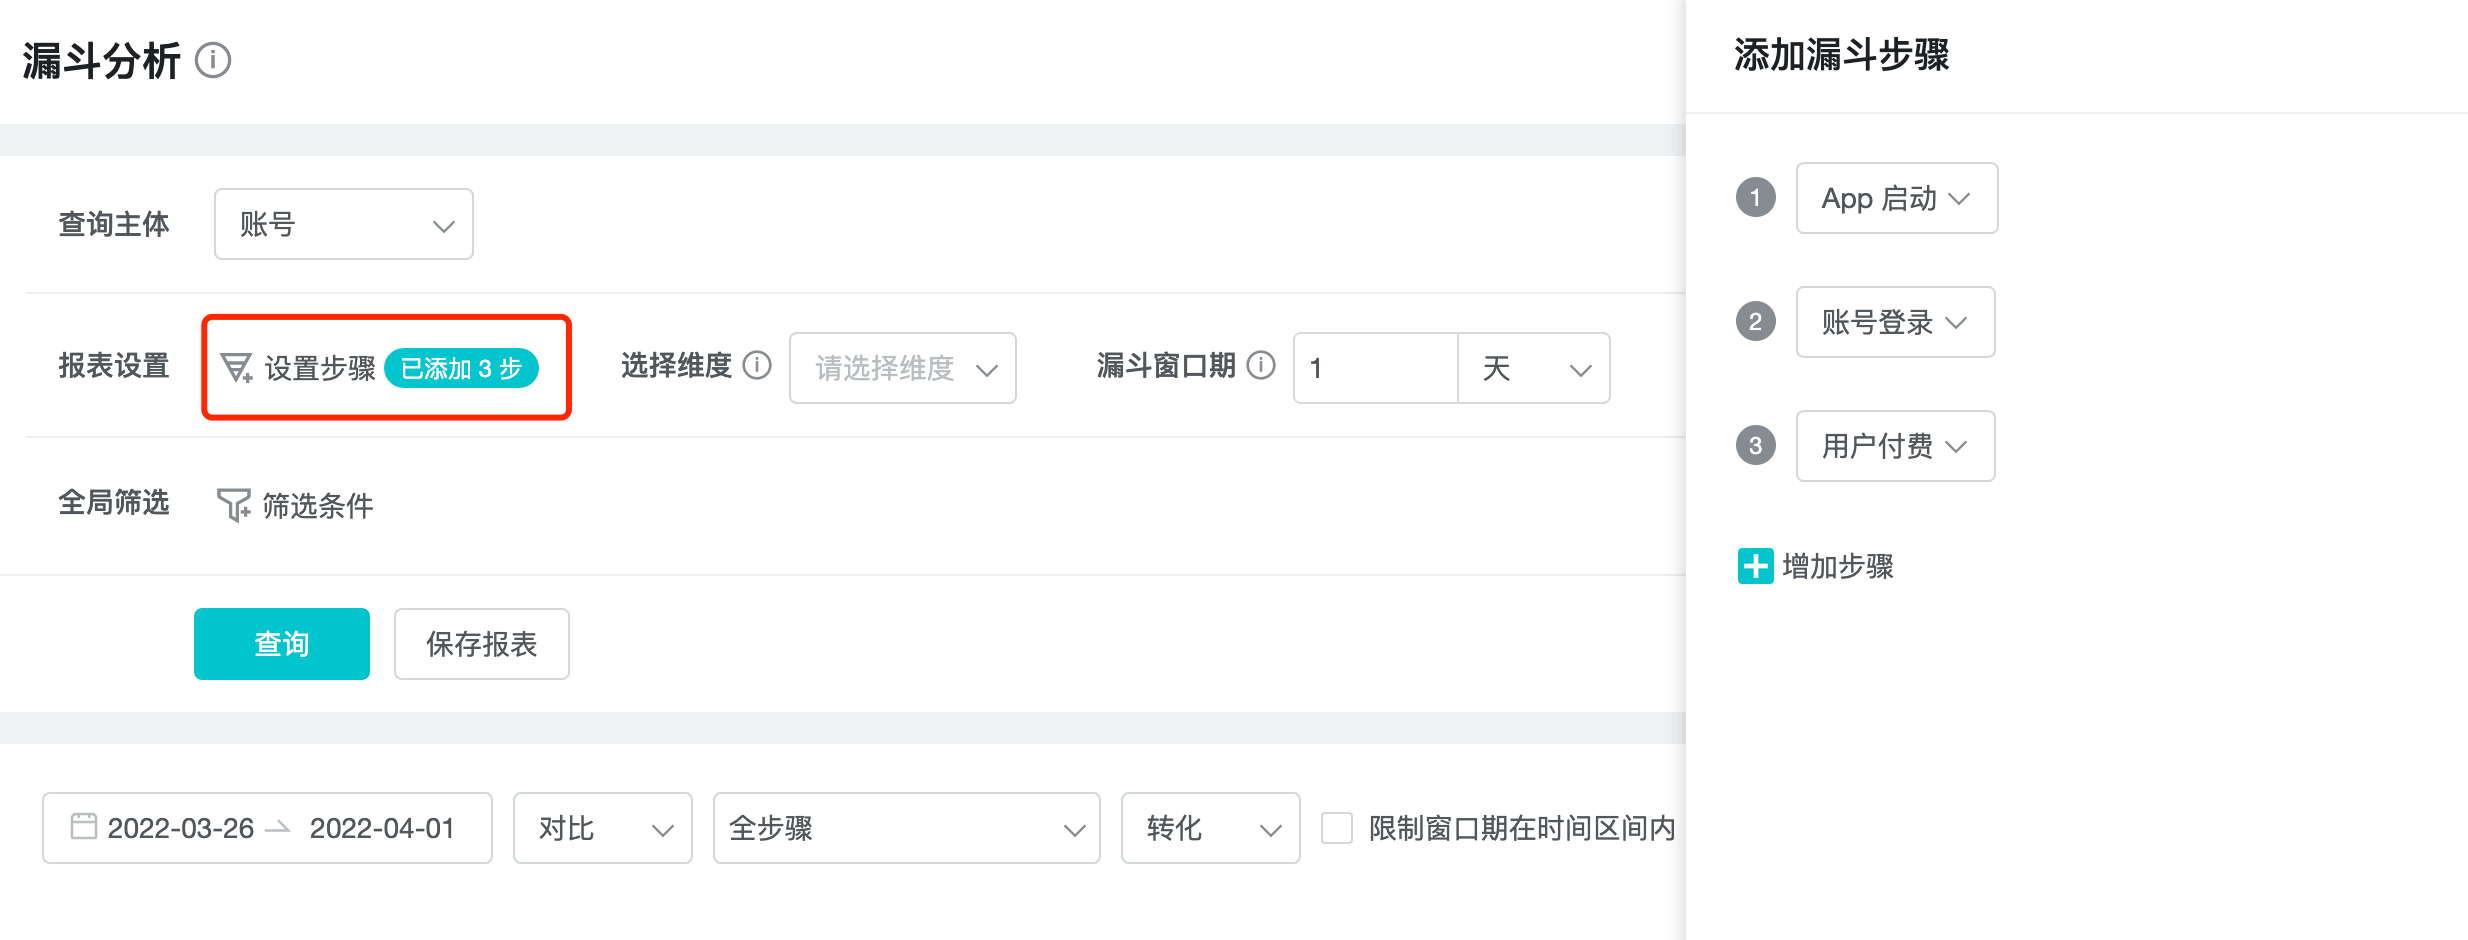 漏斗分析
查询主体 账号
报表设置 设置步骤 已添加 3 步 选择维度 请选择维度 漏斗窗口期 1 天
全局筛选 筛选条件
查询 保存报表
2022-03-26 2022-04-01 对比 全步骤 转化 限制窗口期在时间区间内
添加漏斗步骤
1 App 启动
2 账号登录
3 用户付费
增加步骤